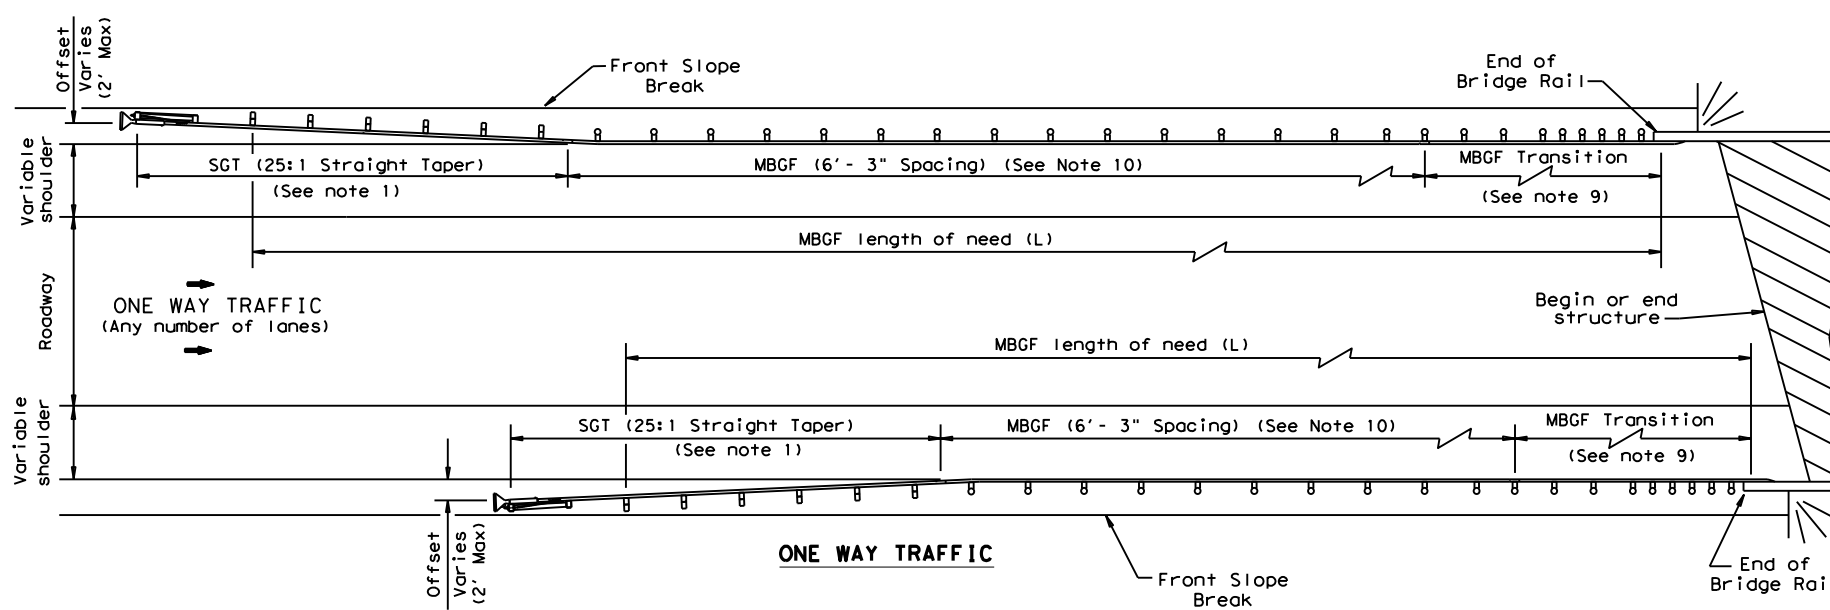 Offset
Varies
(2' Max)
Front Slope
Break
End of
Bridge Rail
Variable
shoulder
SGT (25:1 Straight Taper)
(See note 1)
MBGF (6'- 3" Spacing) (See Note 10)
MBGF Transition
(See note 9)
MBGF length of need (L)
Roadway
ONE WAY TRAFFIC
(Any number of lanes)
Begin or end
structure
MBGF length of need (L)
Variable
shoulder
SGT (25:1 Straight Taper)
(See note 1)
MBGF (6'- 3" Spacing) (See Note 10)
MBGF Transition
(See note 9)
Offset
Varies
(2' Max)
ONE WAY TRAFFIC
Front Slope
Break
End of
Bridge Rai